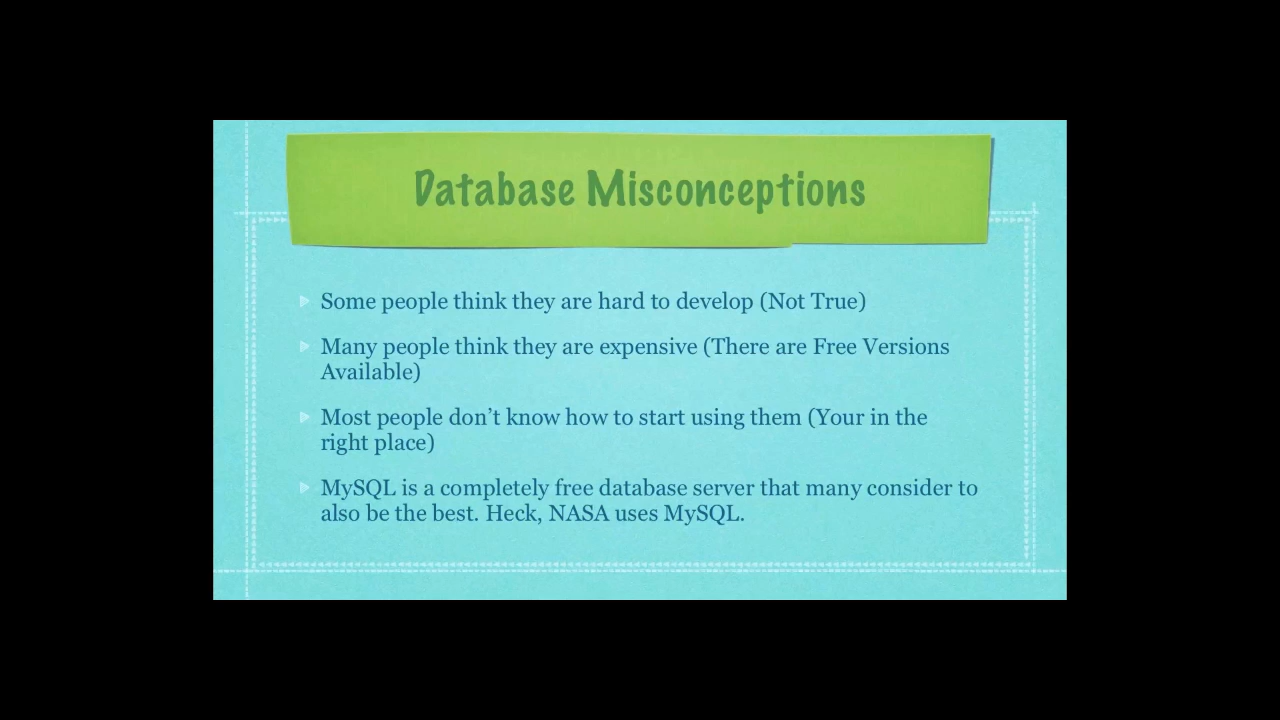 Database Misconceptions
Some people think they are hard to develop (Not True)
Many people think they are expensive (There are Free Versions
Available)
Most people don’t know how to start using them (Your in the
right place)
MySQL is a completely free database server that many consider to
also be the best. Heck, NASA uses MySQL.